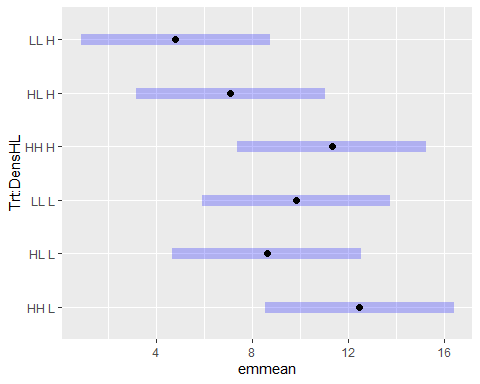 LL H
HL H
HH H
LL L
HL L
HH L
Trt:DensHL
4 8 12 16
emmean